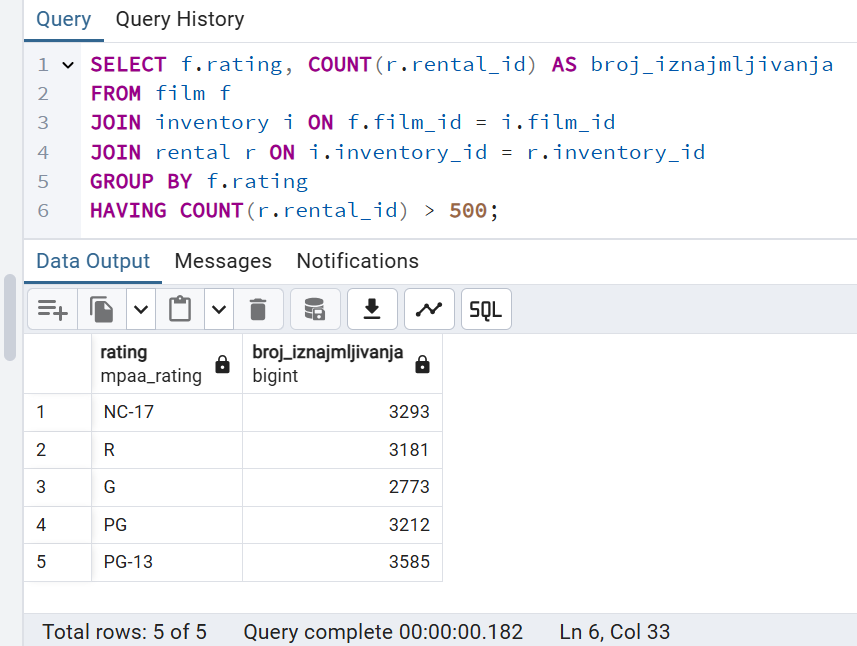 Query Query History
1 SELECT f.rating, COUNT(r.rental_id) AS broj_iznajmljivanja
2 FROM film f
3 JOIN inventory i ON f.film_id = i.film_id
4 JOIN rental r ON i.inventory_id = r.inventory_id
5 GROUP BY f.rating
6 HAVING COUNT(r.rental_id) > 500;
Data Output Messages Notifications
SQL
rating broj_iznajmljivanja
mpaa_rating bigint
1 NC-17 3293
2 R 3181
3 G 2773
4 PG 3212
5 PG-13 3585
Total rows: 5 of 5 Query complete 00:00:00.182 Ln 6, Col 33